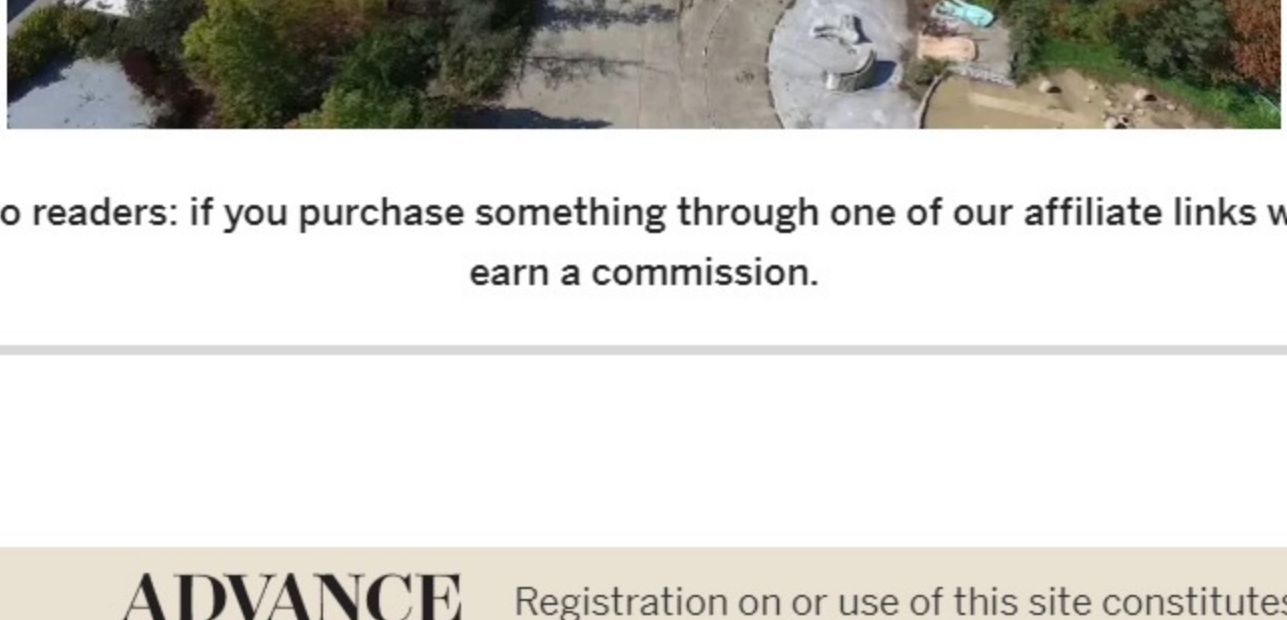 o readers: if you purchase something through one of our affiliate links w
earn a commission.
ADVANCE
Registration on or use of this site constitutes